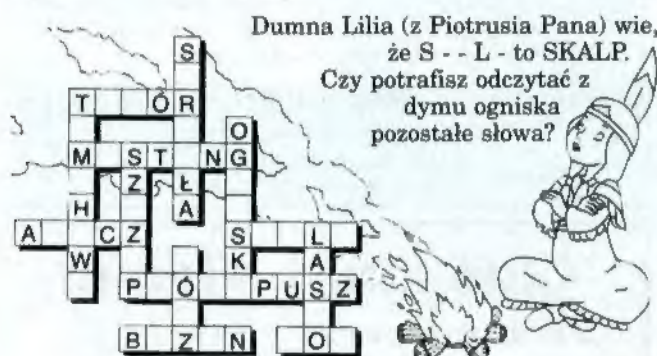 Dumna Lilia (z Piotrusia Pana) wie,
że S - - L - to SKALP.
Czy potrafisz odczytać z
dymu ogniska
pozostałe słowa?
S
T Ó R
O
M S T N G
Z Ł
H A
A C Z S L
W K A
P Ó P U S Z
B Z N O